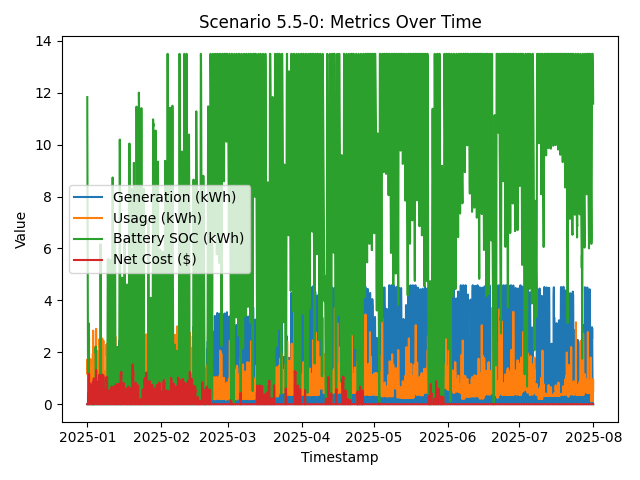 Scenario 5.5-0: Metrics Over Time
Value
14
12
10
8
6
4
2
0
Generation (kWh)
Usage (kWh)
Battery SOC (kWh)
Net Cost ($)
2025-01 2025-02 2025-03 2025-04 2025-05 2025-06 2025-07 2025-08
Timestamp